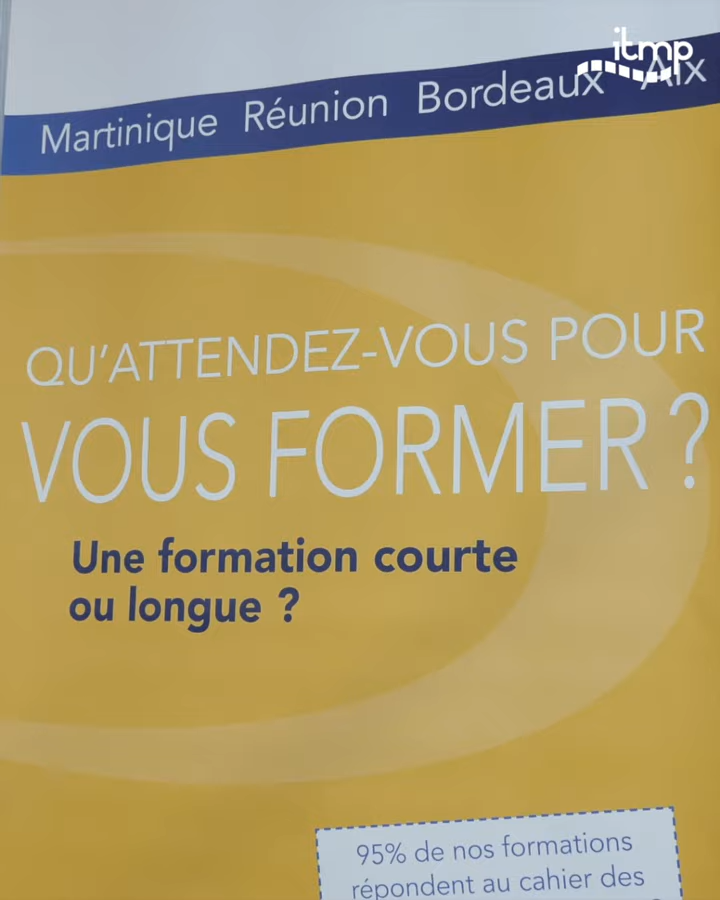 itmp
Martinique Réunion Bordeaux Aix
QU'ATTENDEZ-VOUS POUR
VOUS FORMER ?
Une formation courte
ou longue ?
95% de nos formations
répondent au cahier des